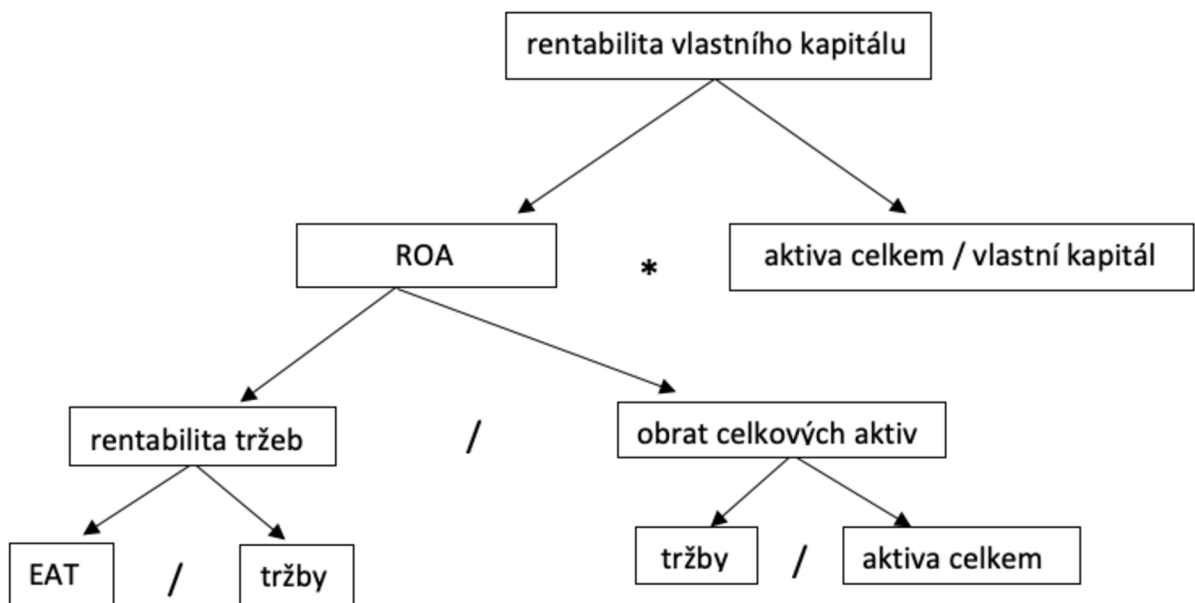 rentabilita vlastního kapitálu
ROA * aktiva celkem / vlastní kapitál
rentabilita tržeb / obrat celkových aktiv
EAT / tržby tržby / aktiva celkem